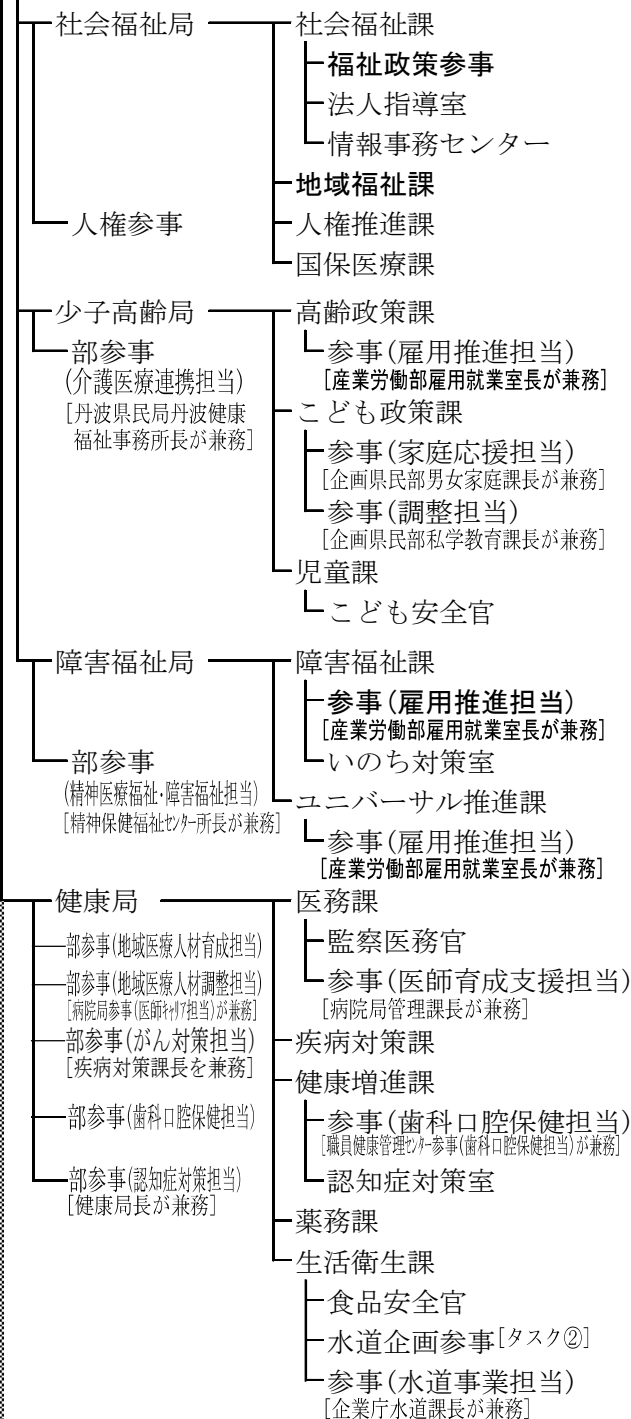 社会福祉局
社会福祉課
福祉政策参事
法人指導室
情報事務センター
地域福祉課
人権参事
人権推進課
国保医療課
少子高齢局
高齢政策課
部参事
参事(雇用推進担当)
(介護医療連携担当)
[産業労働部雇用就業室長が兼務]
[丹波県民局丹波健康
福祉事務所長が兼務]
こども政策課
参事(家庭応援担当)
[企画県民部男女家庭課長が兼務]
参事(調整担当)
[企画県民部私学教育課長が兼務]
児童課
こども安全官
障害福祉局
障害福祉課
参事(雇用推進担当)
[産業労働部雇用就業室長が兼務]
部参事
いのち対策室
(精神医療福祉・障害福祉担当)
[精神保健福祉センター所長が兼務]
ユニバーサル推進課
参事(雇用推進担当)
[産業労働部雇用就業室長が兼務]
健康局
医務課
部参事(地域医療人材育成担当)
監察医務官
部参事(地域医療人材調整担当)
[病院局参事(医師キャリア担当)が兼務]
参事(医師育成支援担当)
[病院局管理課長が兼務]
部参事(がん対策担当)
[疾病対策課長を兼務]
疾病対策課
健康増進課
部参事(歯科口腔保健担当)
参事(歯科口腔保健担当)
[職員健康管理センター参事(歯科口腔保健担当)が兼務]
部参事(認知症対策担当)
[健康局長が兼務]
認知症対策室
薬務課
生活衛生課
食品安全官
水道企画参事[タスク②]
参事(水道事業担当)
[企業庁水道課長が兼務]